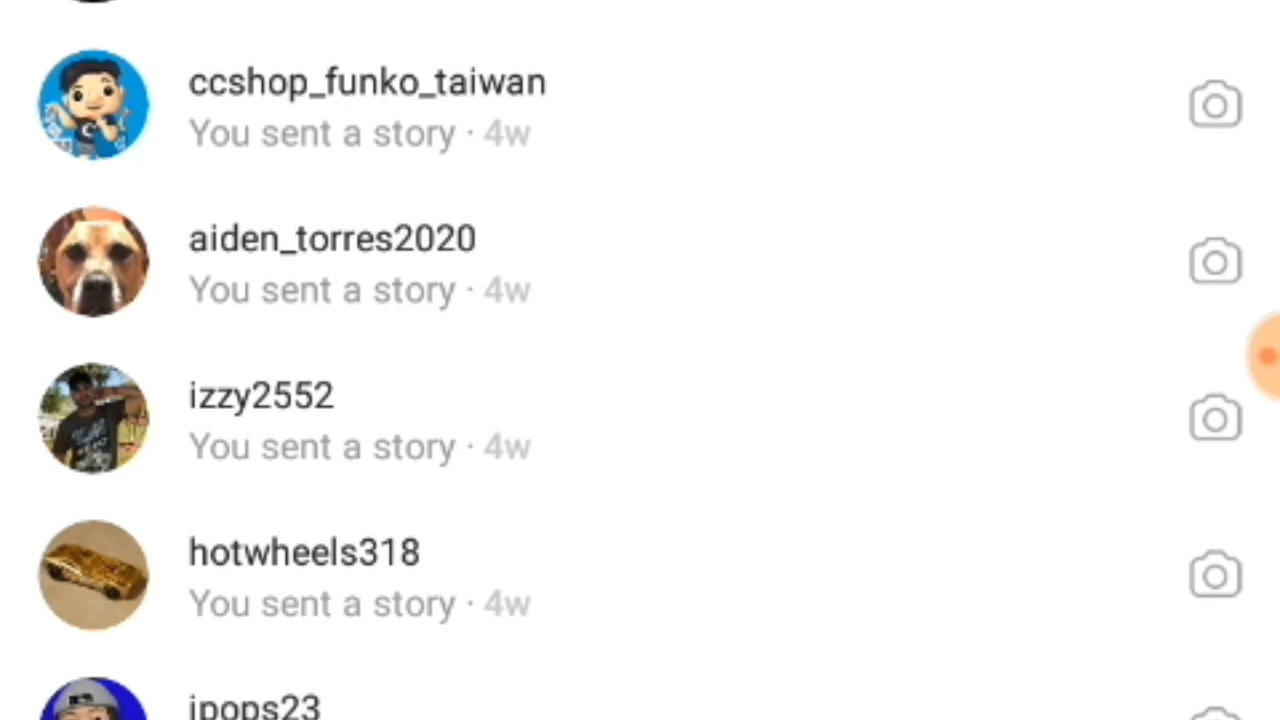 ccshop_funko_taiwan
You sent a story · 4w
aiden_torres2020
You sent a story · 4w
izzy2552
You sent a story · 4w
hotwheels318
You sent a story · 4w
jpops23